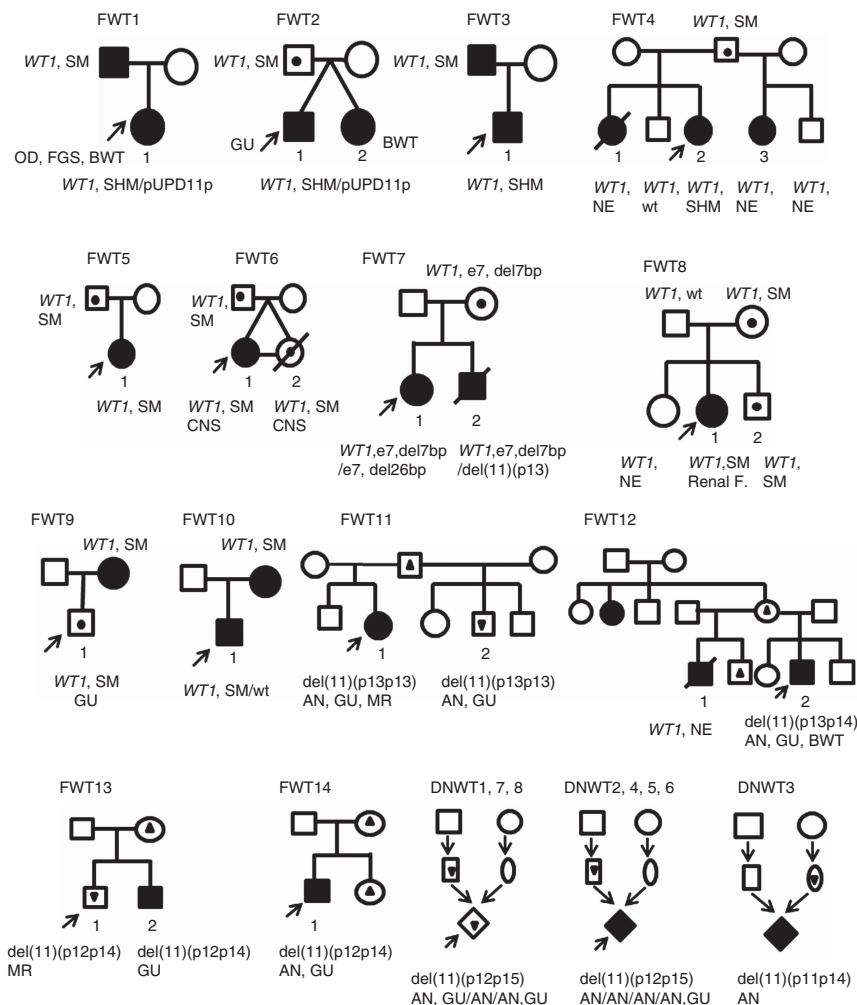 FWT1
WT1, SM
OD, FGS, BWT
1
WT1, SHM/pUPD11p
FWT2
WT1, SM
GU
BWT
1
2
WT1, SHM/pUPD11p
FWT3
WT1, SM
1
WT1, SHM
FWT4
WT1, SM
1
2
3
WT1, WT1, WT1, WT1, WT1,
NE wt SHM NE NE
FWT5
WT1,
SM
1
WT1, SM
FWT6
WT1,
SM
1
2
WT1, SM WT1, SM
CNS CNS
FWT7
WT1, e7, del7bp
1
2
WT1,e7,del7bp WT1,e7,del7bp
/e7, del26bp /del(11)(p13)
FWT8
WT1, wt WT1, SM
1
2
WT1, WT1,SM WT1,
NE Renal F. SM
FWT9
WT1, SM
1
WT1, SM
GU
FWT10
WT1, SM
1
WT1, SM/wt
FWT11
1
2
del(11)(p13p13) del(11)(p13p13)
AN, GU, MR AN, GU
FWT12
1
2
WT1, NE
del(11)(p13p14)
AN, GU, BWT
FWT13
1
2
del(11)(p12p14) del(11)(p12p14)
MR GU
FWT14
1
del(11)(p12p14)
AN, GU
DNWT1, 7, 8
del(11)(p12p15)
AN, GU/AN/AN,GU
DNWT2, 4, 5, 6
del(11)(p12p15)
AN/AN/AN/AN,GU
DNWT3
del(11)(p11p14)
AN